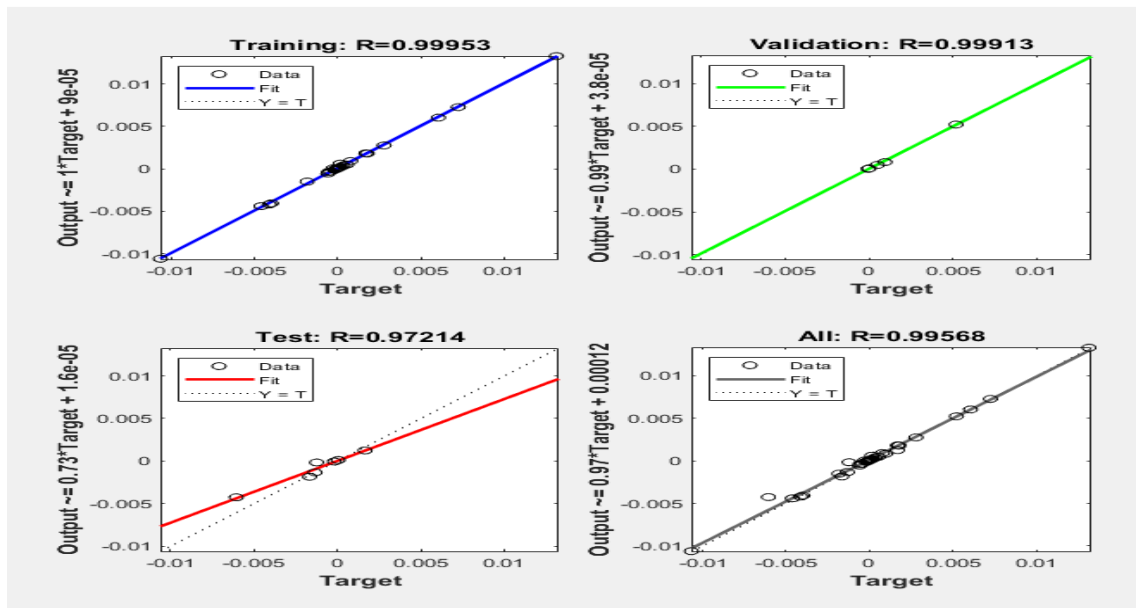 Training: R=0.99953
Output ~= 1*Target + 9e-05
Data
Fit
Y = T
0.01
0.005
0
-0.005
-0.01
-0.01 -0.005 0 0.005 0.01
Target
Validation: R=0.99913
Output ~= 0.99*Target + 3.8e-05
Data
Fit
Y = T
0.01
0.005
0
-0.005
-0.01
-0.01 -0.005 0 0.005 0.01
Target
Test: R=0.97214
Output ~= 0.73*Target + 1.6e-05
Data
Fit
Y = T
0.01
0.005
0
-0.005
-0.01
-0.01 -0.005 0 0.005 0.01
Target
All: R=0.99568
Output ~= 0.97*Target + 0.00012
Data
Fit
Y = T
0.01
0.005
0
-0.005
-0.01
-0.01 -0.005 0 0.005 0.01
Target